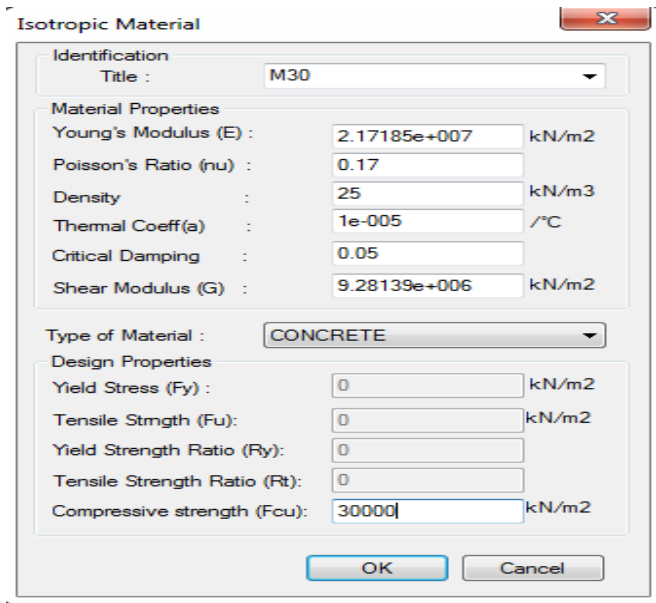 Isotropic Material
Identification
Title : M30
Material Properties
Young's Modulus (E) : 2.17185e+007 kN/m2
Poisson's Ratio (nu) : 0.17
Density : 25 kN/m3
Thermal Coeff(a) : 1e-005 /°C
Critical Damping : 0.05
Shear Modulus (G) : 9.28139e+006 kN/m2
Type of Material : CONCRETE
Design Properties
Yield Stress (Fy) : 0 kN/m2
Tensile Strngth (Fu): 0 kN/m2
Yield Strength Ratio (Ry): 0
Tensile Strength Ratio (Rt): 0
Compressive strength (Fcu): 30000 kN/m2
OK Cancel